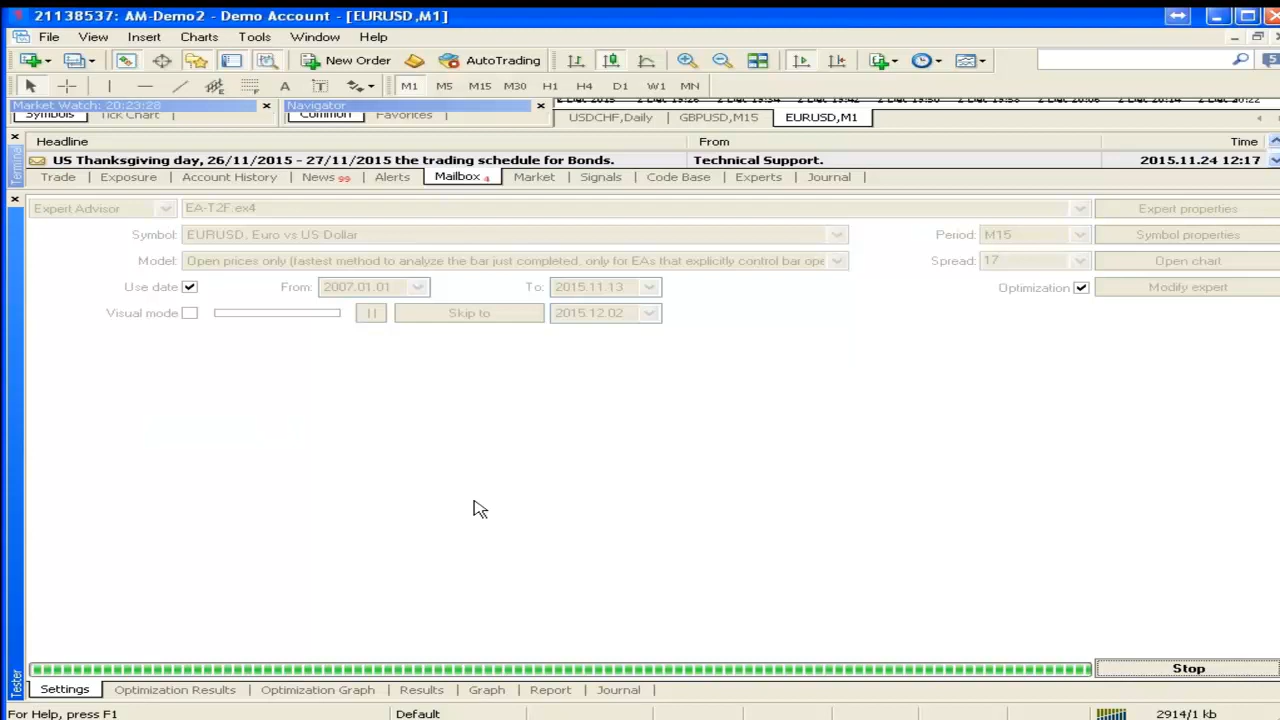 21138537: AM-Demo2 - Demo Account - [EURUSD,M1]
File View Insert Charts Tools Window Help
New Order AutoTrading 5
A T M1 M5 M15 M30 H1 H4 D1 W1 MN
Market Watch: 20:23:28 Navigator
Symbols Tick Chart Common Favorites USDCHF,Daily GBPUSD,M15 EURUSD,M1
Headline From Time
US Thanksgiving day, 26/11/2015 - 27/11/2015 the trading schedule for Bonds. Technical Support. 2015.11.24 12:17
Terminal
Trade Exposure Account History News 99 Alerts Mailbox 4 Market Signals Code Base Experts Journal
Expert Advisor EA-T2F.ex4 Expert properties
Symbol: EURUSD, Euro vs US Dollar Period: M15 Symbol properties
Model: Open prices only (fastest method to analyze the bar just completed, only for EAs that explicitly control bar ope Spread: 17 Open chart
Use date From: 2007.01.01 To: 2015.11.13 Optimization Modify expert
Visual mode Skip to 2015.12.02
Stop
Tester
Settings Optimization Results Optimization Graph Results Graph Report Journal
For Help, press F1 Default 2914/1 kb